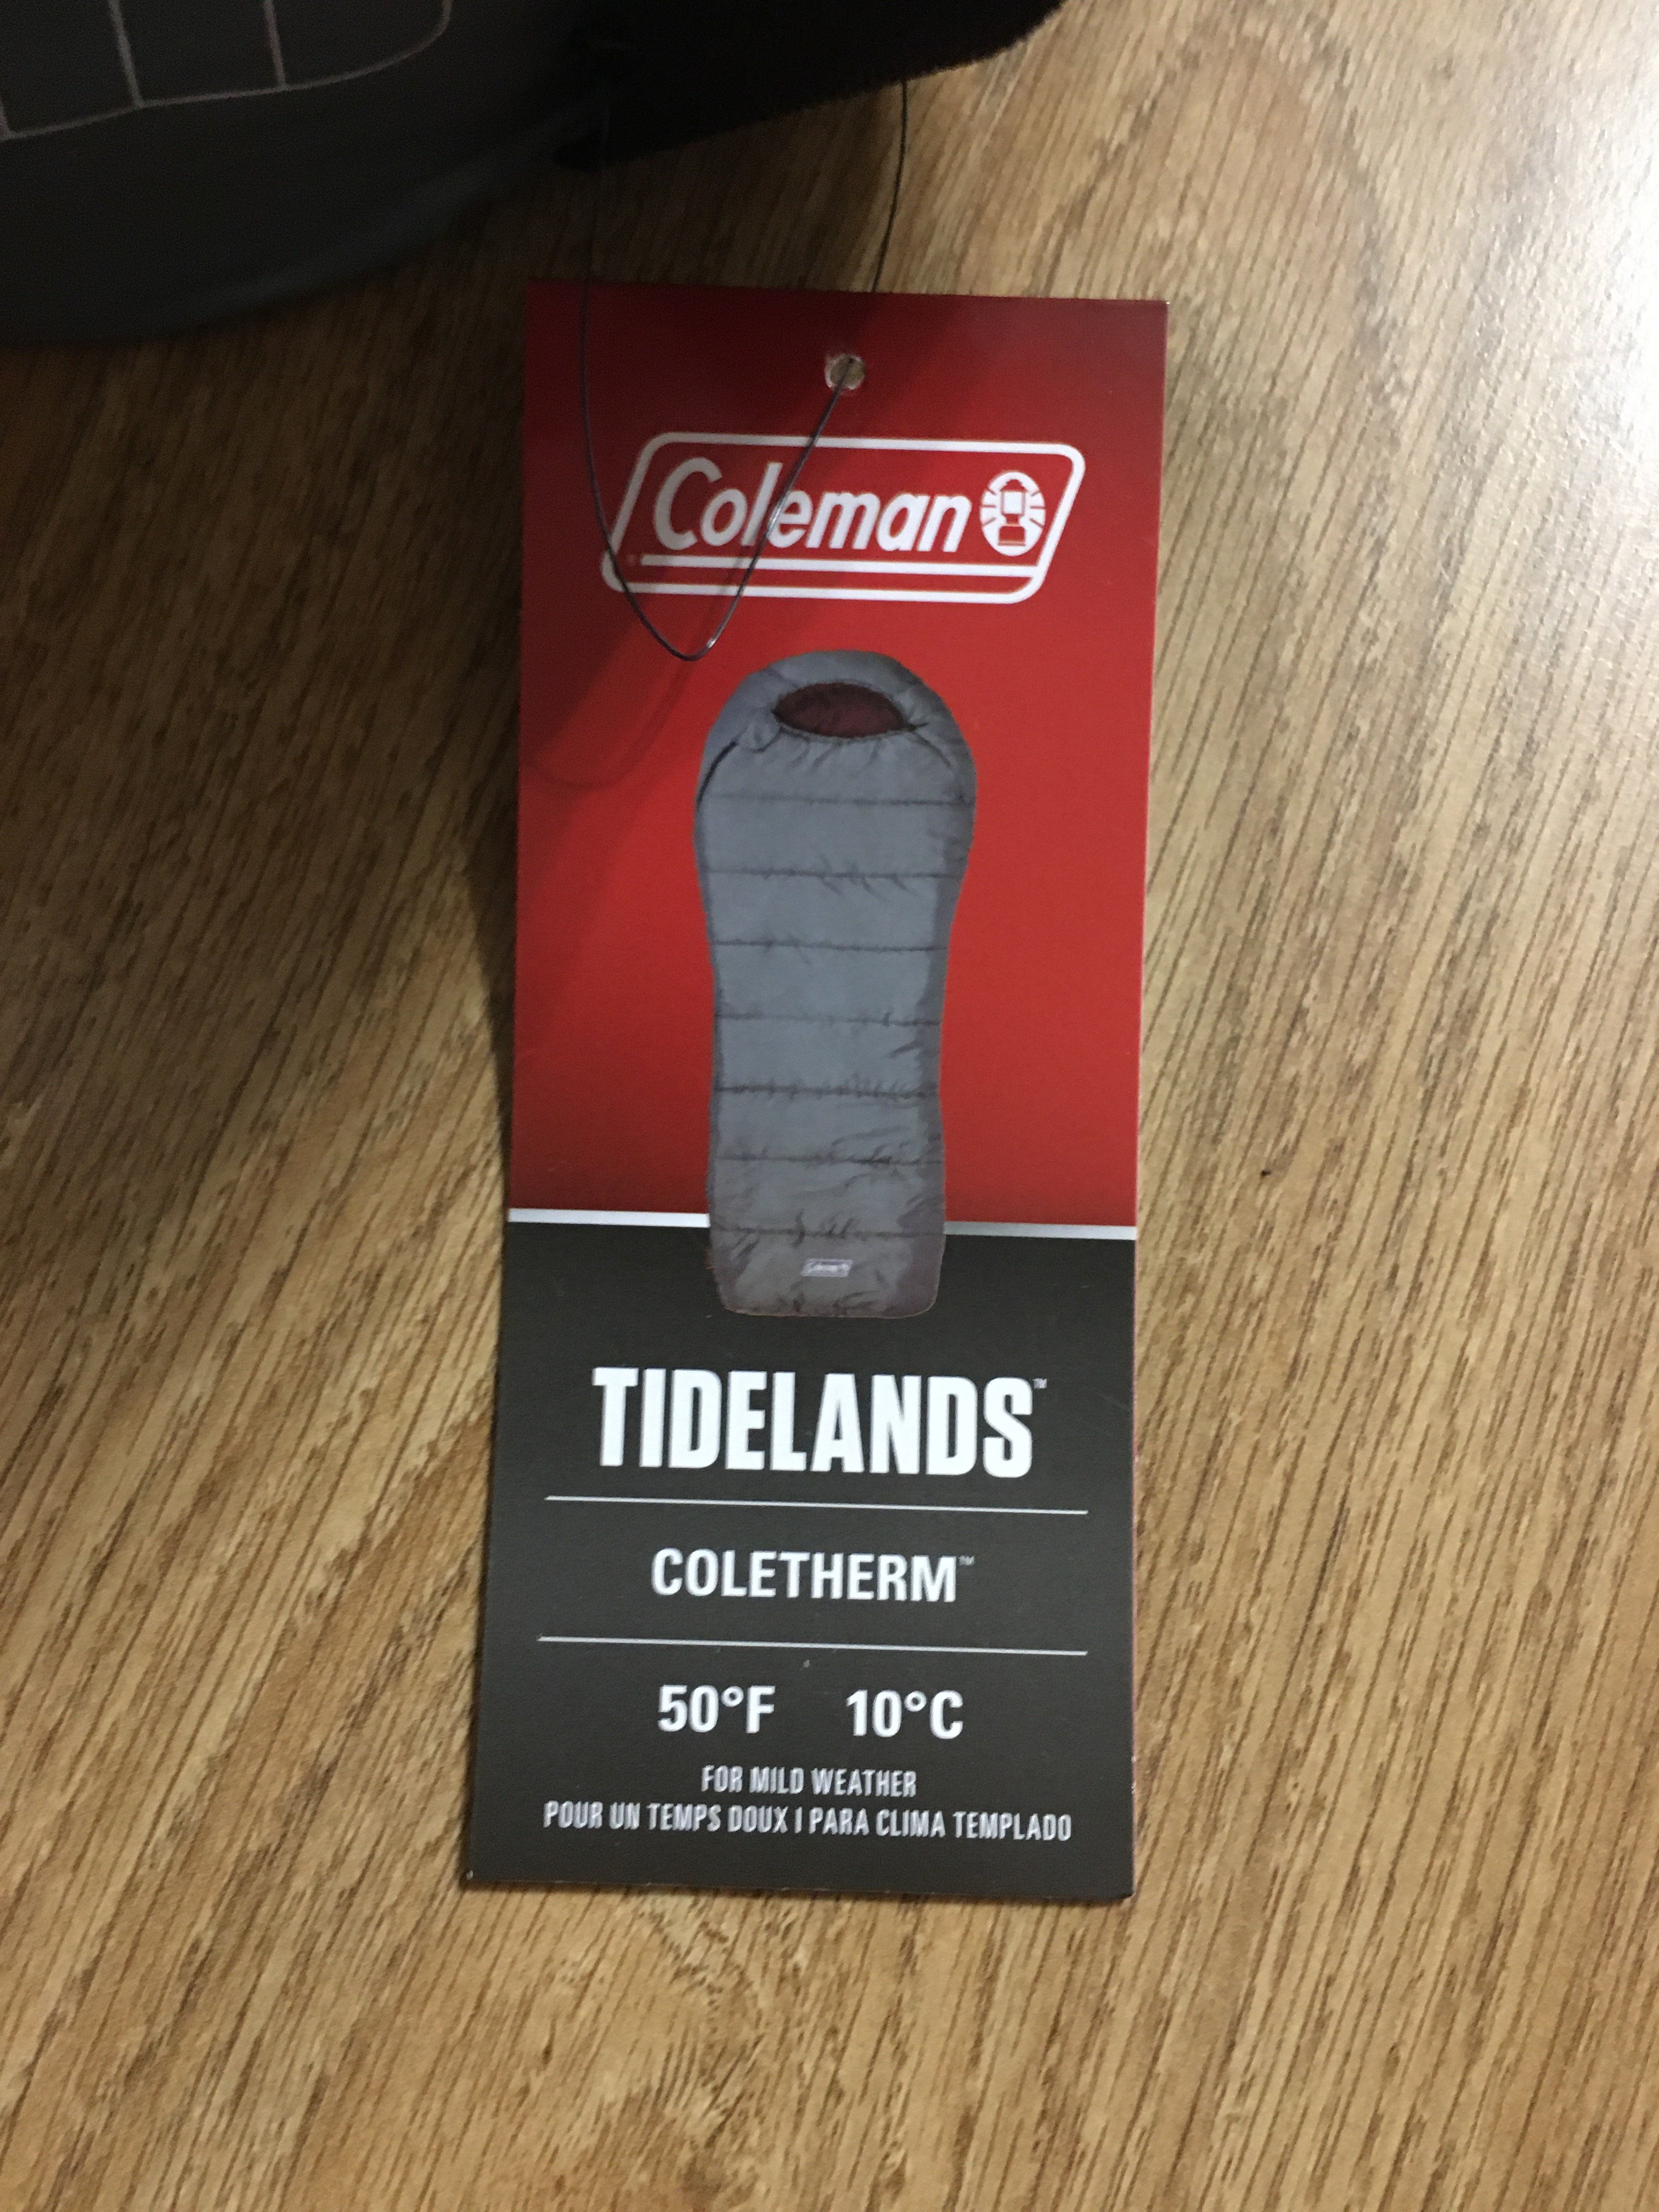 Coleman
TIDELANDS™
COLETHERM™
50°F 10°C
FOR MILD WEATHER
POUR UN TEMPS DOUX | PARA CLIMA TEMPLADO